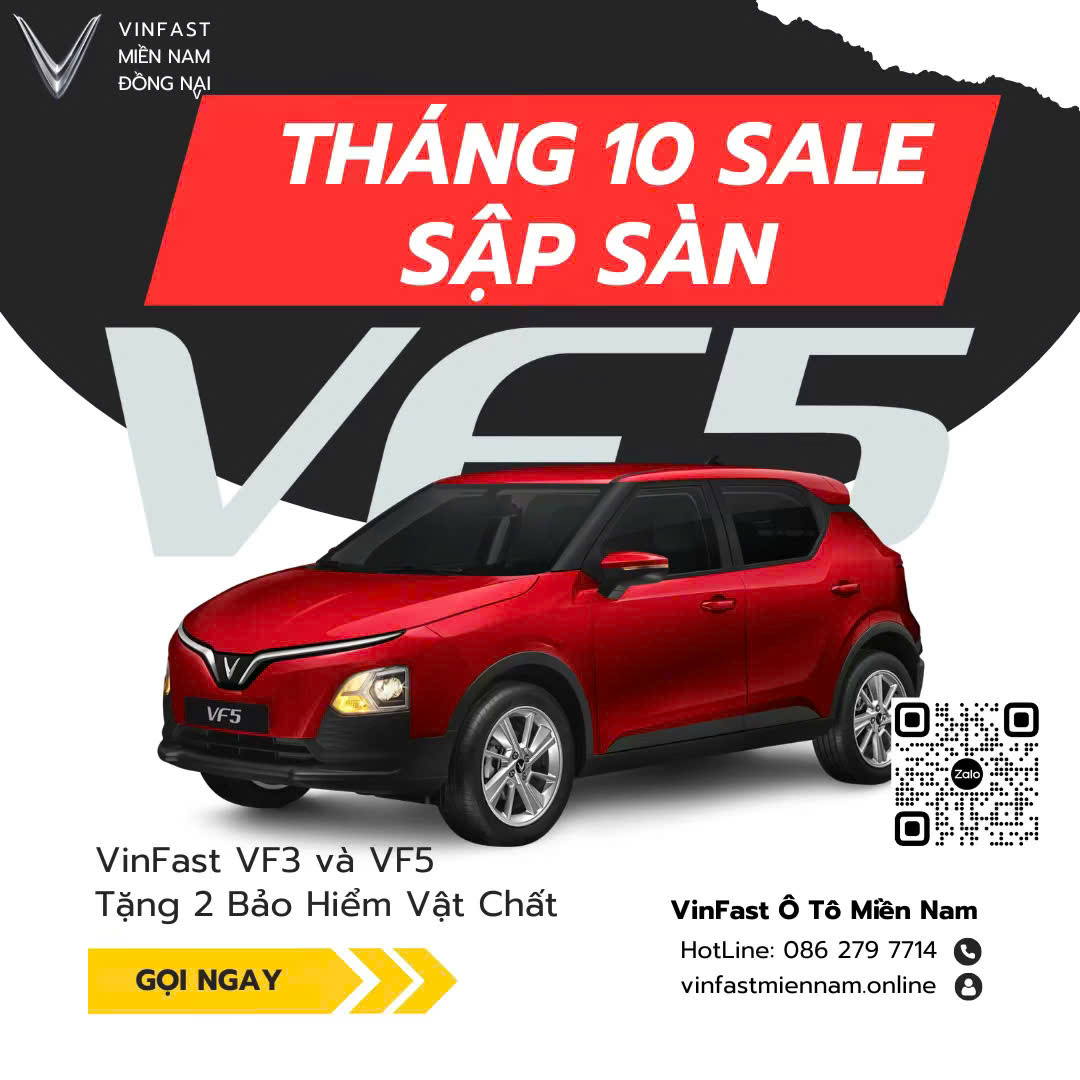 VINFAST
MIỀN NAM
ĐỒNG NẠI
V
THÁNG 10 SALE
SẬP SÀN
VF5
VF5
Zalo
VinFast VF3 và VF5
Tặng 2 Bảo Hiểm Vật Chất
GỌI NGAY
VinFast Ô Tô Miền Nam
HotLine: 086 279 7714
vinfastmiennam.online